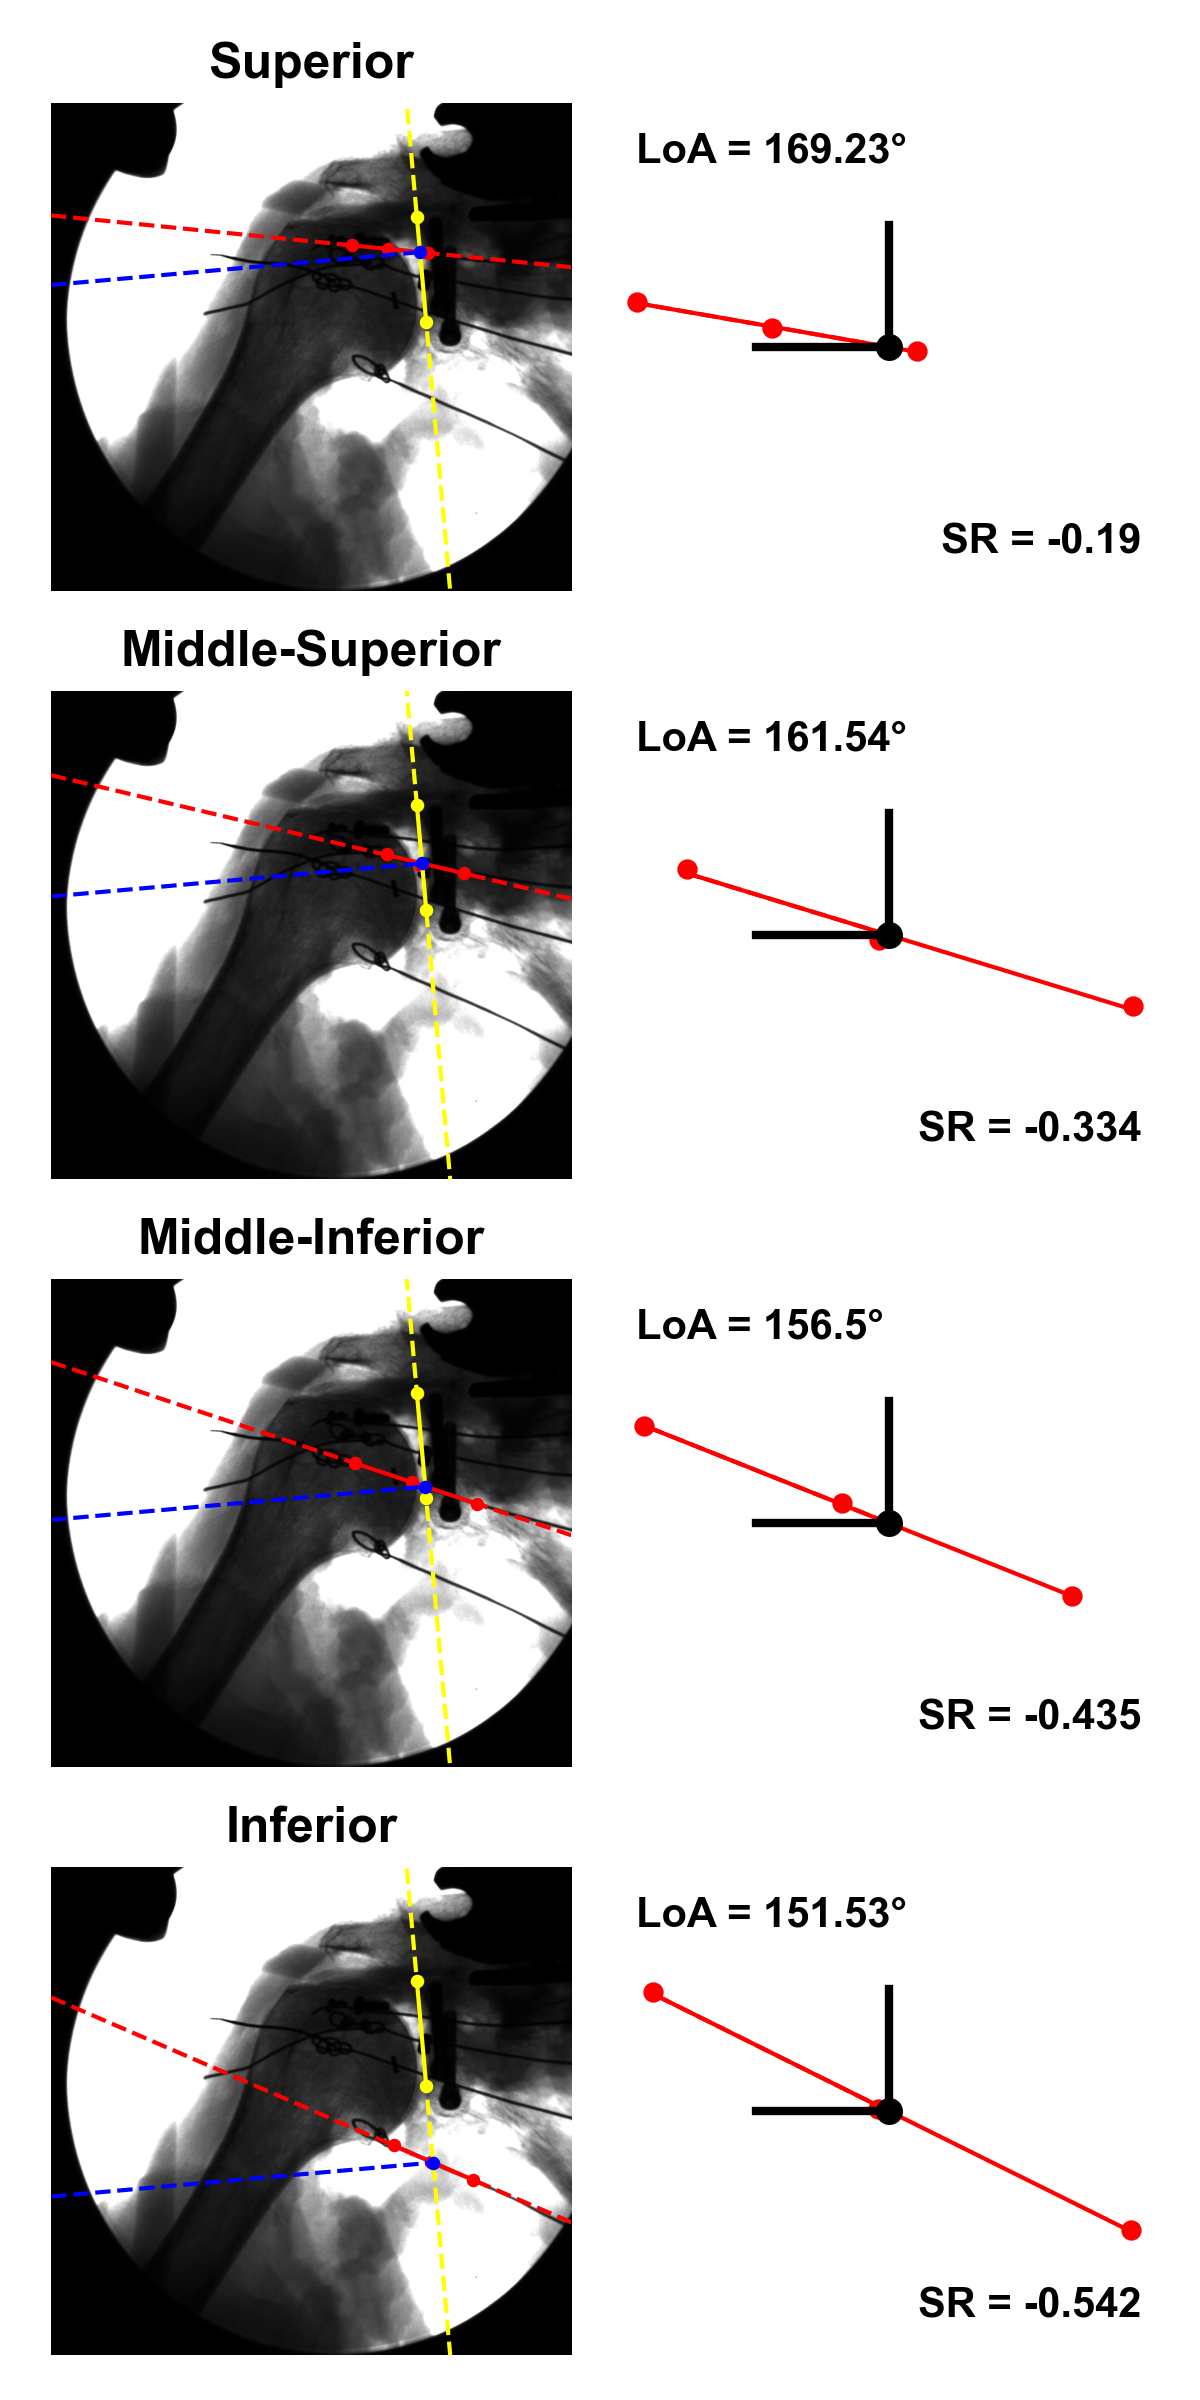 Superior
LoA = 169.23°
SR = -0.19
Middle-Superior
LoA = 161.54°
SR = -0.334
Middle-Inferior
LoA = 156.5°
SR = -0.435
Inferior
LoA = 151.53°
SR = -0.542